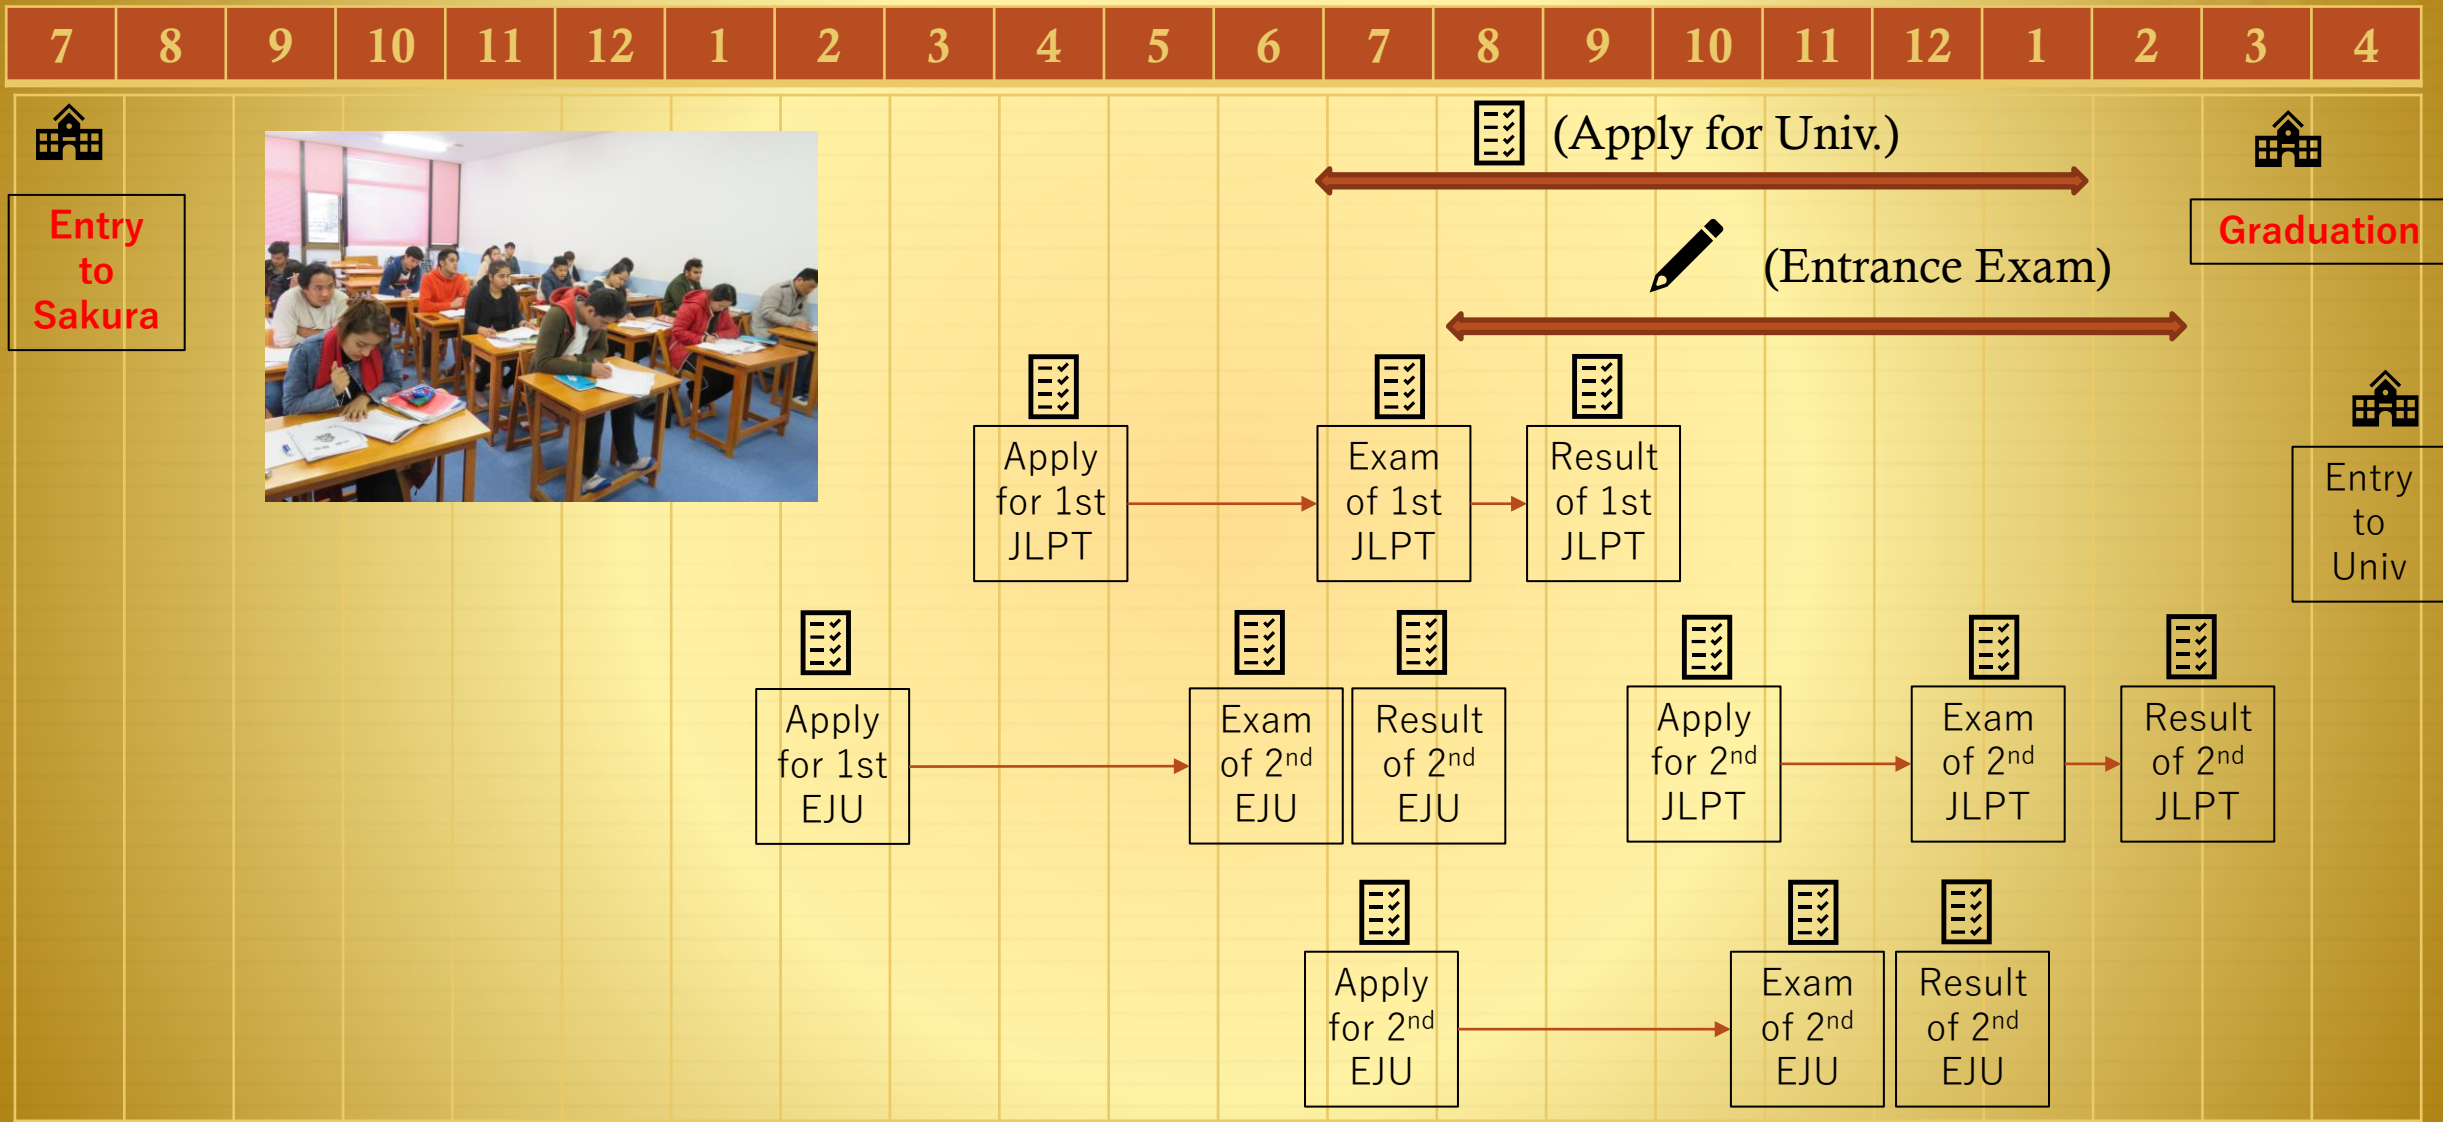 7 8 9 10 11 12 1 2 3 4 5 6 7 8 9 10 11 12 1 2 3 4
(Apply for Univ.)
Entry
to
Sakura
Graduation
(Entrance Exam)
Apply
for 1st
JLPT
Exam
of 1st
JLPT
Result
of 1st
JLPT
Entry
to
Univ
Apply
for 1st
EJU
Exam
of 2nd
EJU
Result
of 2nd
EJU
Apply
for 2nd
JLPT
Exam
of 2nd
JLPT
Result
of 2nd
JLPT
Apply
for 2nd
EJU
Exam
of 2nd
EJU
Result
of 2nd
EJU